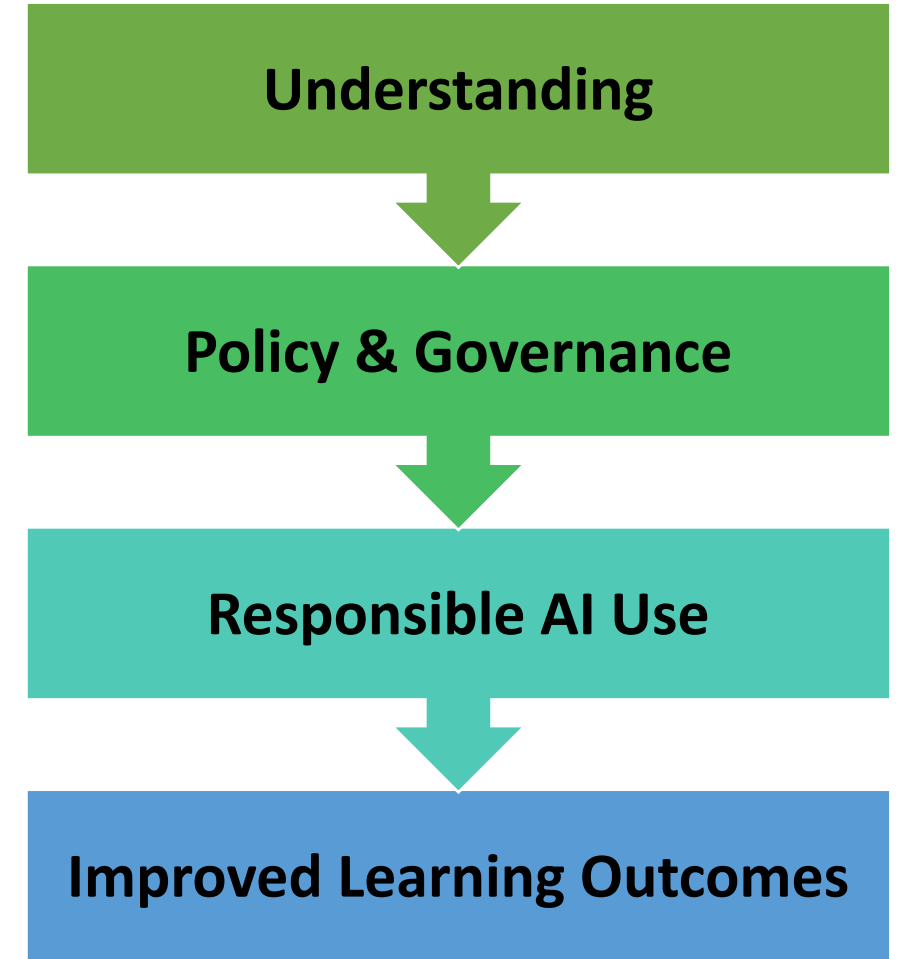 Understanding
Policy & Governance
Responsible AI Use
Improved Learning Outcomes